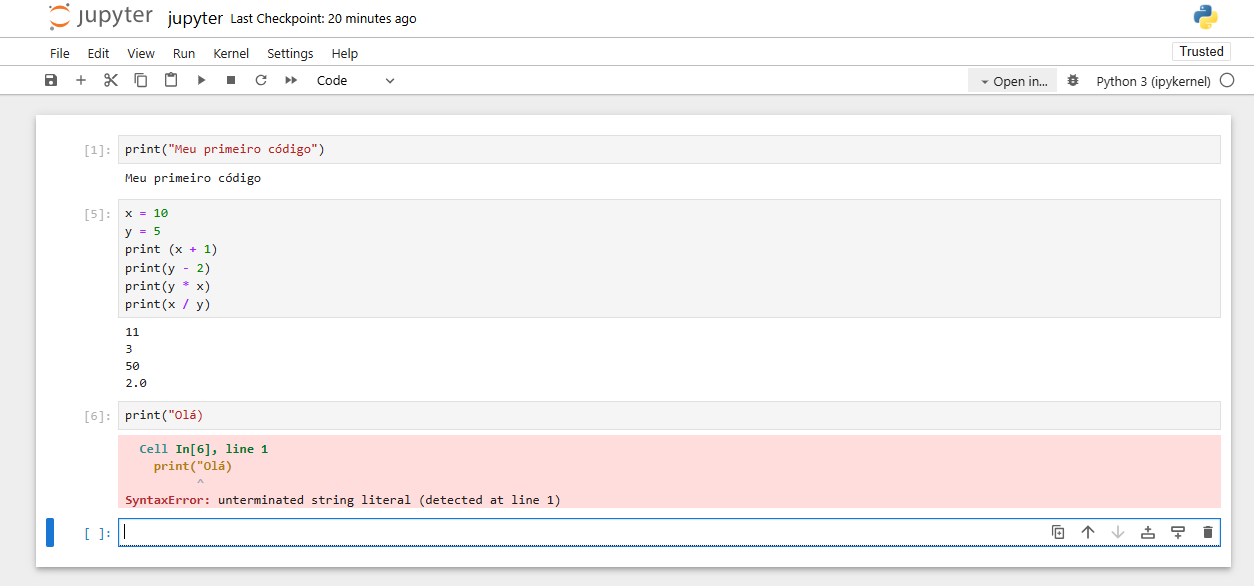 jupyter jupyter Last Checkpoint: 20 minutes ago
File Edit View Run Kernel Settings Help Trusted
Code Open in... Python 3 (ipykernel)
[1]: print("Meu primeiro código")
Meu primeiro código
[5]: x = 10
y = 5
print (x + 1)
print(y - 2)
print(y * x)
print(x / y)
11
3
50
2.0
[6]: print("Olá)
Cell In[6], line 1
print("Olá)
^
SyntaxError: unterminated string literal (detected at line 1)
[ ]: